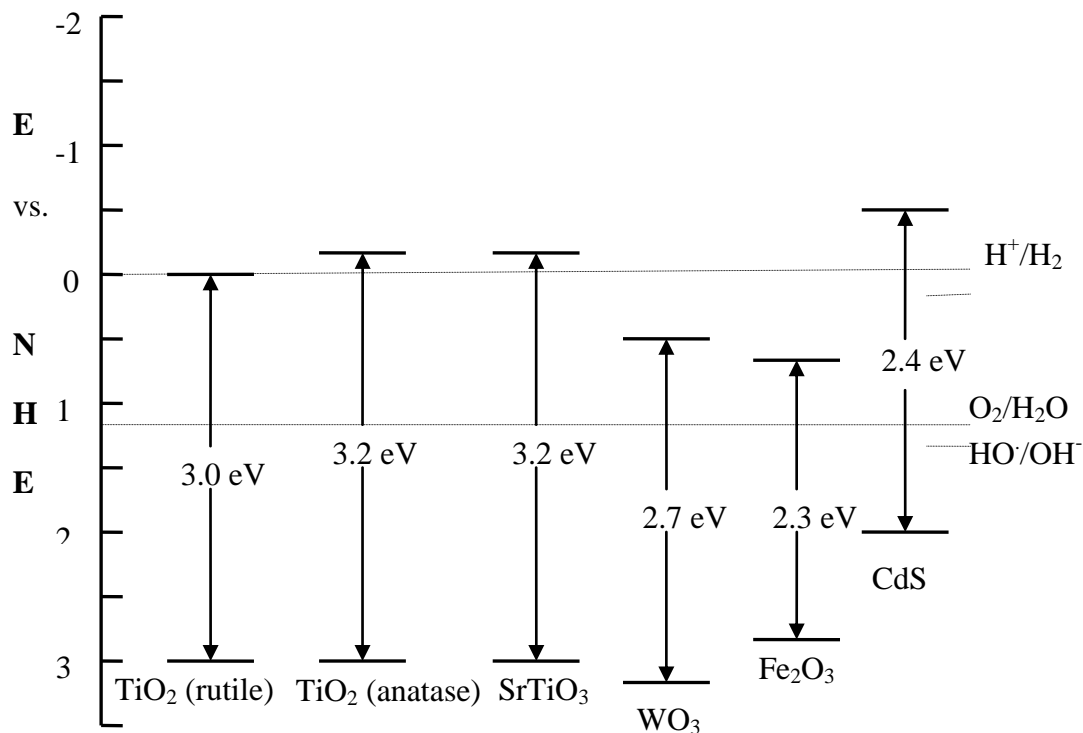 -2
E
-1
vs.
0
N
H
E
1
2
3
H⁺/H₂
O₂/H₂O
HO·/OH⁻
3.0 eV
3.2 eV
3.2 eV
2.7 eV
2.3 eV
2.4 eV
TiO₂ (rutile)
TiO₂ (anatase)
SrTiO₃
WO₃
Fe₂O₃
CdS